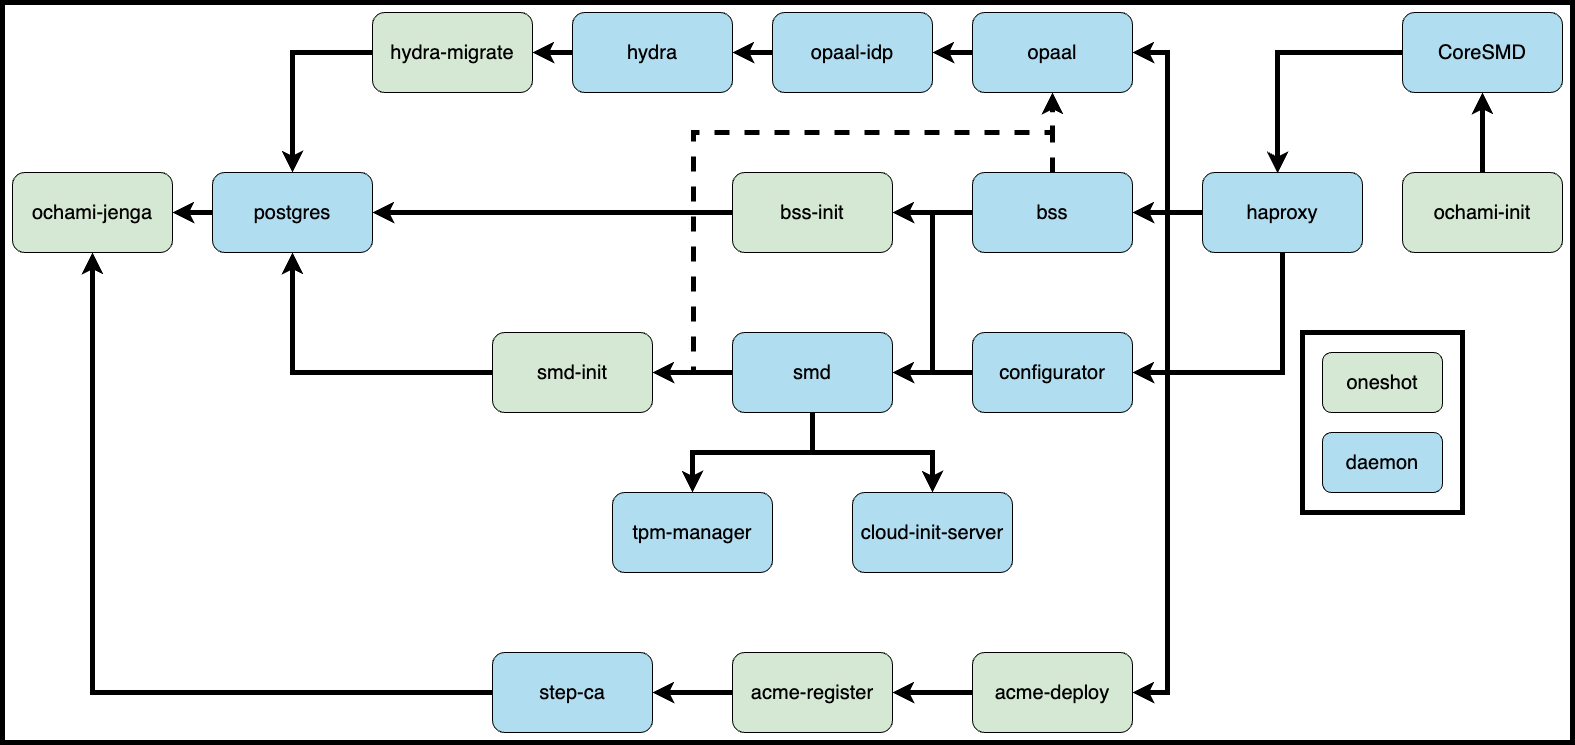 hydra-migrate
hydra
opaal-idp
opaal
CoreSMD
ochami-jenga
postgres
bss-init
bss
haproxy
ochami-init
smd-init
smd
configurator
oneshot
daemon
tpm-manager
cloud-init-server
step-ca
acme-register
acme-deploy